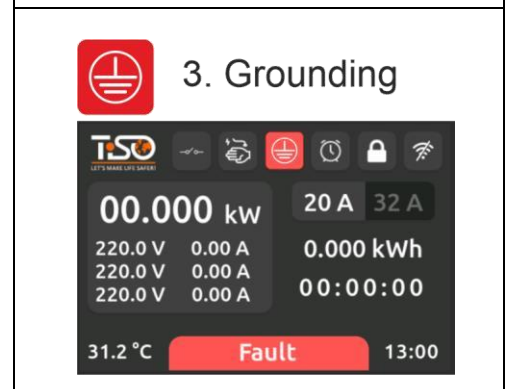 3. Grounding
TiSO
LET'S MAKE LIFE SAFER!
00.000 kW
20 A 32 A
220.0 V 0.00 A
220.0 V 0.00 A
220.0 V 0.00 A
0.000 kWh
00:00:00
31.2 °C Fault 13:00